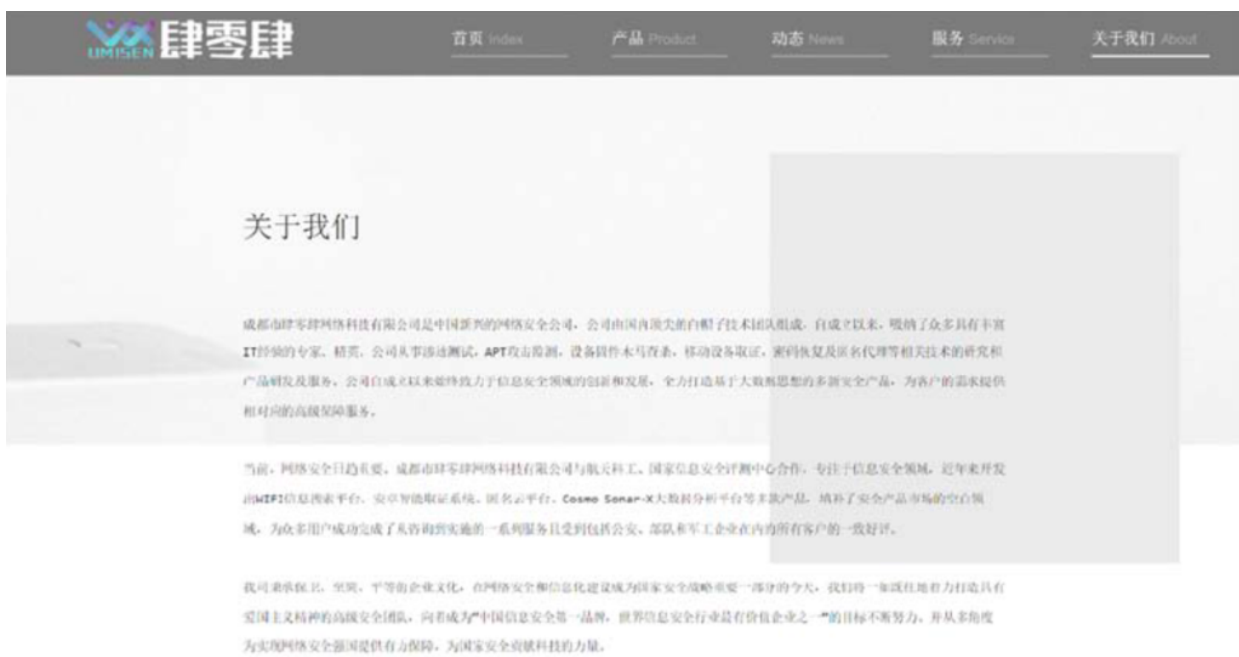 UMISEN 肆零肆 首页 Index 产品 Product 动态 News 服务 Service 关于我们 About
关于我们
成都市肆零肆网络科技有限公司是中国新兴的网络安全公司，公司由国内顶尖的白帽子技术团队组成，自成立以来，吸纳了众多具有丰富
IT经验的专家、精英，公司从事渗透测试，APT攻击监测，设备固件木马查杀，移动设备取证，密码恢复及匿名代理等相关技术的研究和
产品研发及服务。公司自成立以来始终致力于信息安全领域的创新和发展，全力打造基于大数据思想的多新安全产品，为客户的需求提供
相对应的高级保障服务。
当前，网络安全日趋重要，成都市肆零肆网络科技有限公司与航天科工、国家信息安全评测中心合作，专注于信息安全领域，近年来开发
出WIFI信息搜索平台、安卓智能取证系统、匿名云平台、Cosmo Sonar-X大数据分析平台等多款产品，填补了安全产品市场的空白领
域，为众多用户成功完成了从咨询到实施的一系列服务且受到包括公安、部队和军工企业在内的所有客户的一致好评。
我司秉承保卫、坚固、平等的企业文化，在网络安全和信息化建设成为国家安全战略重要一部分的今天，我们将一如既往地着力打造具有
爱国主义精神的高级安全团队，向着成为"中国信息安全第一品牌，世界信息安全行业最有价值企业之一"的目标不断努力，并从多角度
为实现网络安全强国提供有力保障，为国家安全贡献科技的力量。